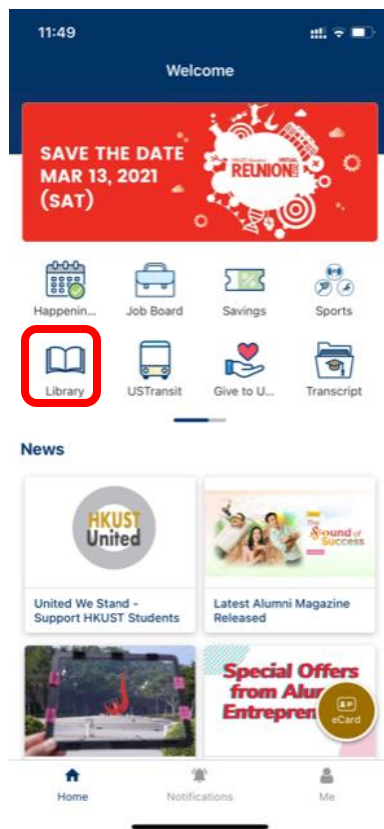 11:49
Welcome
SAVE THE DATE
MAR 13, 2021
(SAT)
REUNION
Happenin...
Job Board
Savings
Sports
Library
USTransit
Give to U...
Transcript
News
HKUST
United
The
Sound of
Success
United We Stand -
Support HKUST Students
Latest Alumni Magazine
Released
Special Offers
from Alu
Entrepren
eCard
Home
Notifications
Me